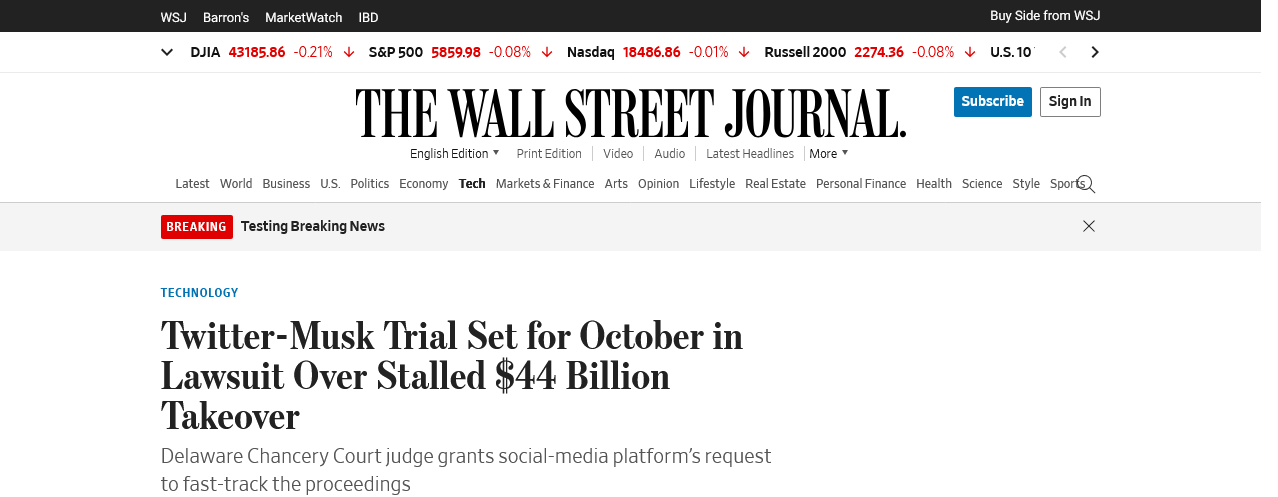 WSJ Barron's MarketWatch IBD Buy Side from WSJ
DJIA 43185.86 -0.21% S&P 500 5859.98 -0.08% Nasdaq 18486.86 -0.01% Russell 2000 2274.36 -0.08% U.S. 10
THE WALL STREET JOURNAL.
Subscribe Sign In
English Edition Print Edition Video Audio Latest Headlines More
Latest World Business U.S. Politics Economy Tech Markets & Finance Arts Opinion Lifestyle Real Estate Personal Finance Health Science Style Sports
BREAKING Testing Breaking News
TECHNOLOGY
Twitter-Musk Trial Set for October in
Lawsuit Over Stalled $44 Billion
Takeover
Delaware Chancery Court judge grants social-media platform’s request
to fast-track the proceedings